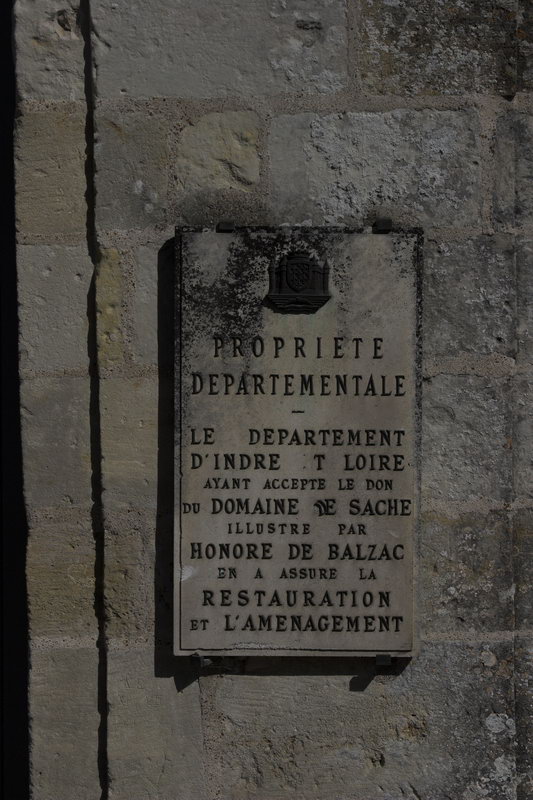 PROPRIETE
DEPARTEMENTALE
LE DEPARTEMENT
D'INDRE T LOIRE
AYANT ACCEPTE LE DON
DU DOMAINE DE SACHE
ILLUSTRE PAR
HONORE DE BALZAC
EN A ASSURE LA
RESTAURATION
ET L'AMENAGEMENT